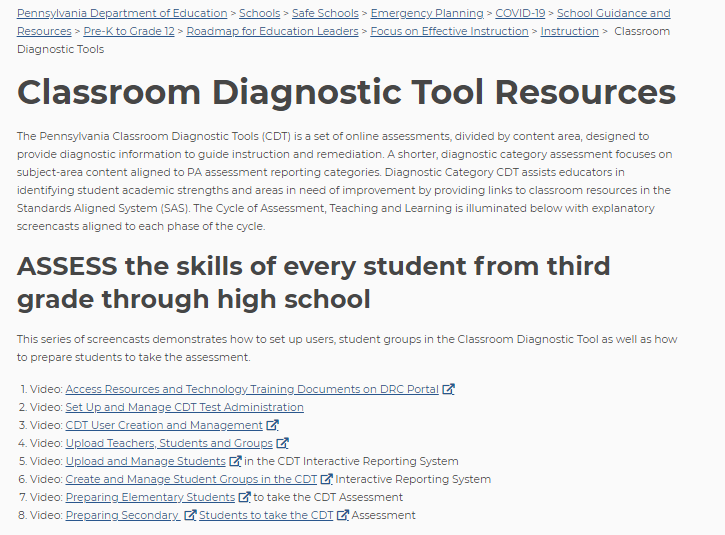 Pennsylvania Department of Education > Schools > Safe Schools > Emergency Planning > COVID-19 > School Guidance and
Resources > Pre-K to Grade 12 > Roadmap for Education Leaders > Focus on Effective Instruction > Instruction > Classroom
Diagnostic Tools
Classroom Diagnostic Tool Resources
The Pennsylvania Classroom Diagnostic Tools (CDT) is a set of online assessments, divided by content area, designed to
provide diagnostic information to guide instruction and remediation. A shorter, diagnostic category assessment focuses on
subject-area content aligned to PA assessment reporting categories. Diagnostic Category CDT assists educators in
identifying student academic strengths and areas in need of improvement by providing links to classroom resources in the
Standards Aligned System (SAS). The Cycle of Assessment, Teaching and Learning is illuminated below with explanatory
screencasts aligned to each phase of the cycle.
ASSESS the skills of every student from third
grade through high school
This series of screencasts demonstrates how to set up users, student groups in the Classroom Diagnostic Tool as well as how
to prepare students to take the assessment.
1. Video: Access Resources and Technology Training Documents on DRC Portal
2. Video: Set Up and Manage CDT Test Administration
3. Video: CDT User Creation and Management
4. Video: Upload Teachers, Students and Groups
5. Video: Upload and Manage Students in the CDT Interactive Reporting System
6. Video: Create and Manage Student Groups in the CDT Interactive Reporting System
7. Video: Preparing Elementary Students to take the CDT Assessment
8. Video: Preparing Secondary Students to take the CDT Assessment